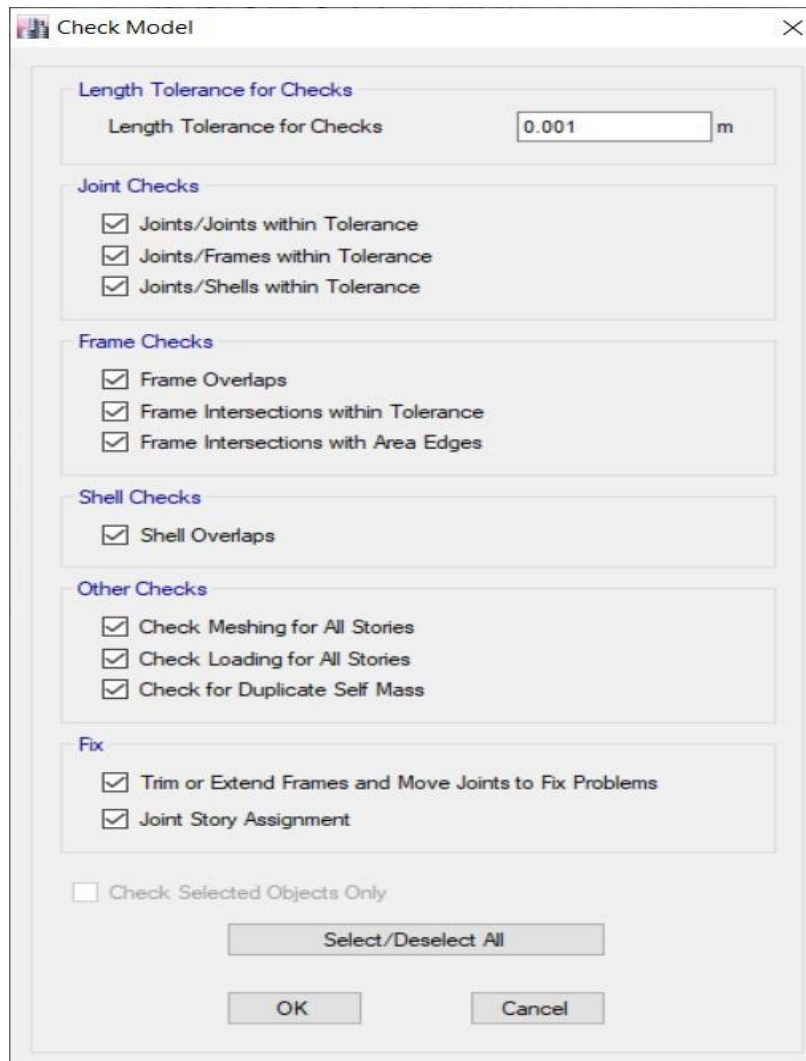 Check Model
Length Tolerance for Checks
Length Tolerance for Checks 0.001 m
Joint Checks
Joints/Joints within Tolerance
Joints/Frames within Tolerance
Joints/Shells within Tolerance
Frame Checks
Frame Overlaps
Frame Intersections within Tolerance
Frame Intersections with Area Edges
Shell Checks
Shell Overlaps
Other Checks
Check Meshing for All Stories
Check Loading for All Stories
Check for Duplicate Self Mass
Fix
Trim or Extend Frames and Move Joints to Fix Problems
Joint Story Assignment
Check Selected Objects Only
Select/Deselect All
OK Cancel